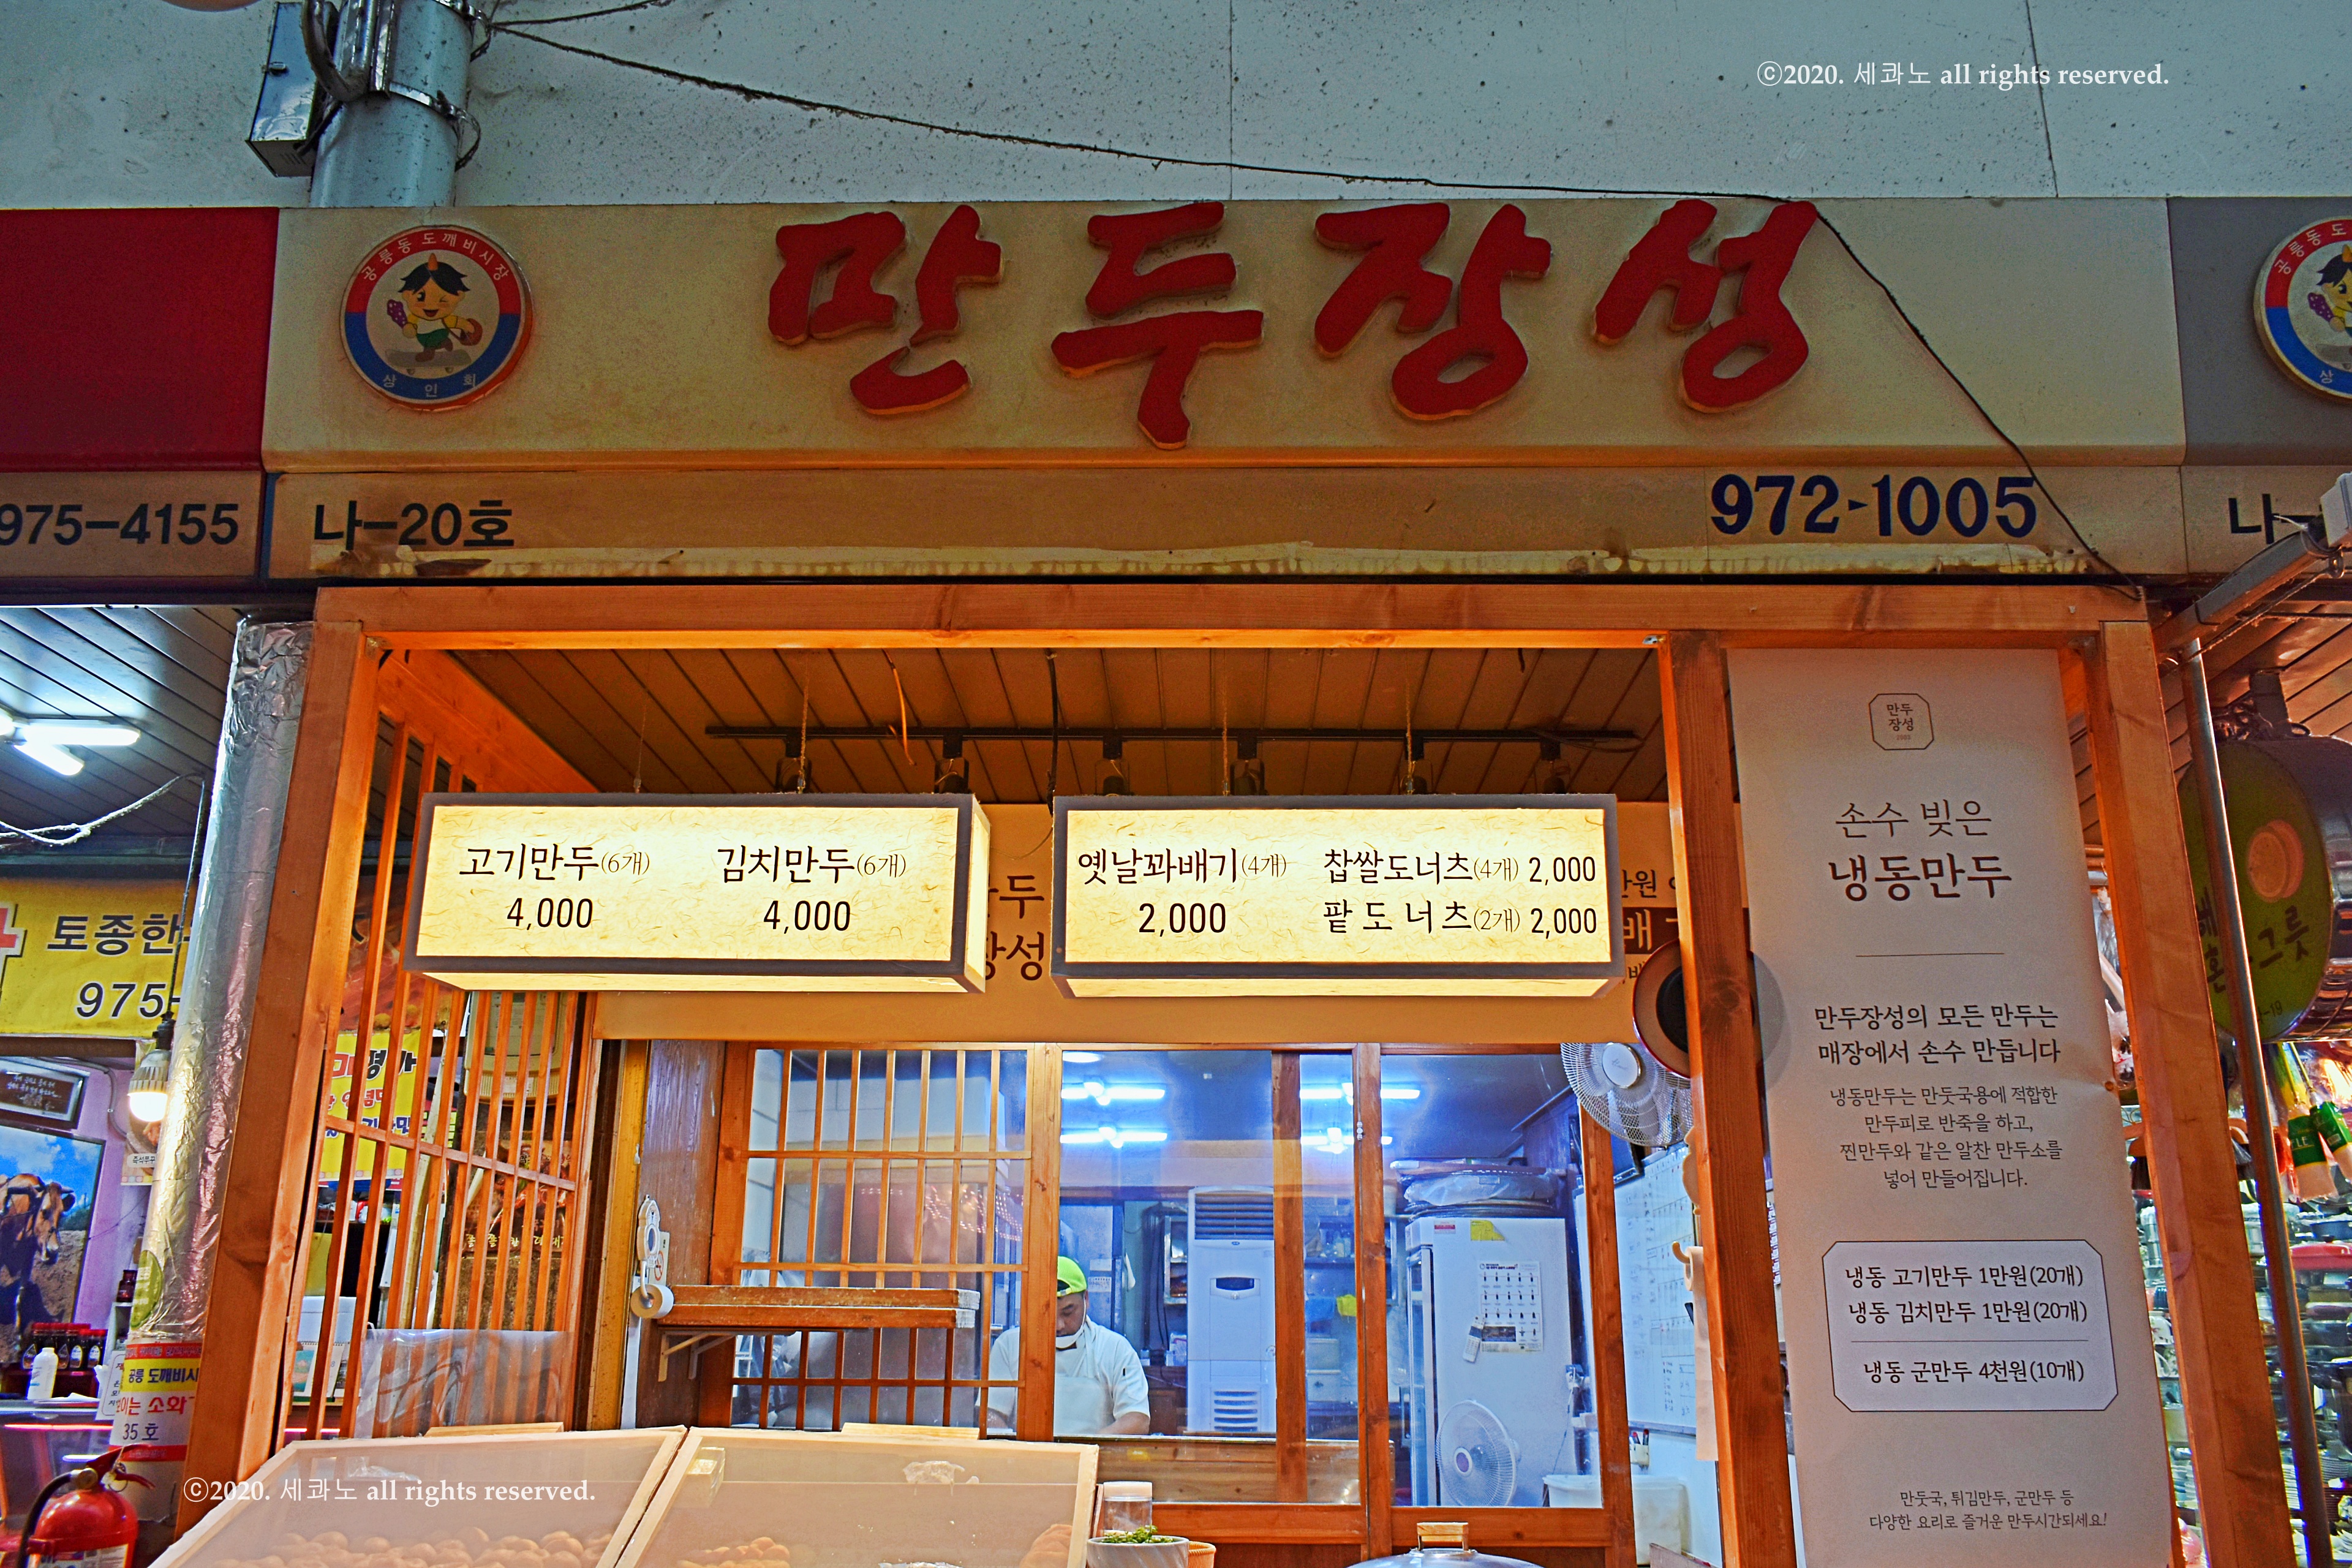 ⓒ2020. 세콰노 all rights reserved.
공릉동 도깨비시장
상인회
만두장성
975-4155
나-20호
972-1005
나-
고기만두(6개) 김치만두(6개)
4,000 4,000
옛날꽈배기(4개) 찹쌀도너츠(4개) 2,000
2,000 팥도너츠(2개) 2,000
만두
장성
손수 빚은
냉동만두
만두장성의 모든 만두는
매장에서 손수 만듭니다
냉동만두는 만둣국용에 적합한
만두피로 반죽을 하고,
찐만두와 같은 알찬 만두소를
넣어 만들어집니다.
냉동 고기만두 1만원(20개)
냉동 김치만두 1만원(20개)
냉동 군만두 4천원(10개)
만둣국, 튀김만두, 군만두 등
다양한 요리로 즐거운 만두시간되세요!
토종한
975-
공릉 도깨비시
35 호
ⓒ2020. 세콰노 all rights reserved.